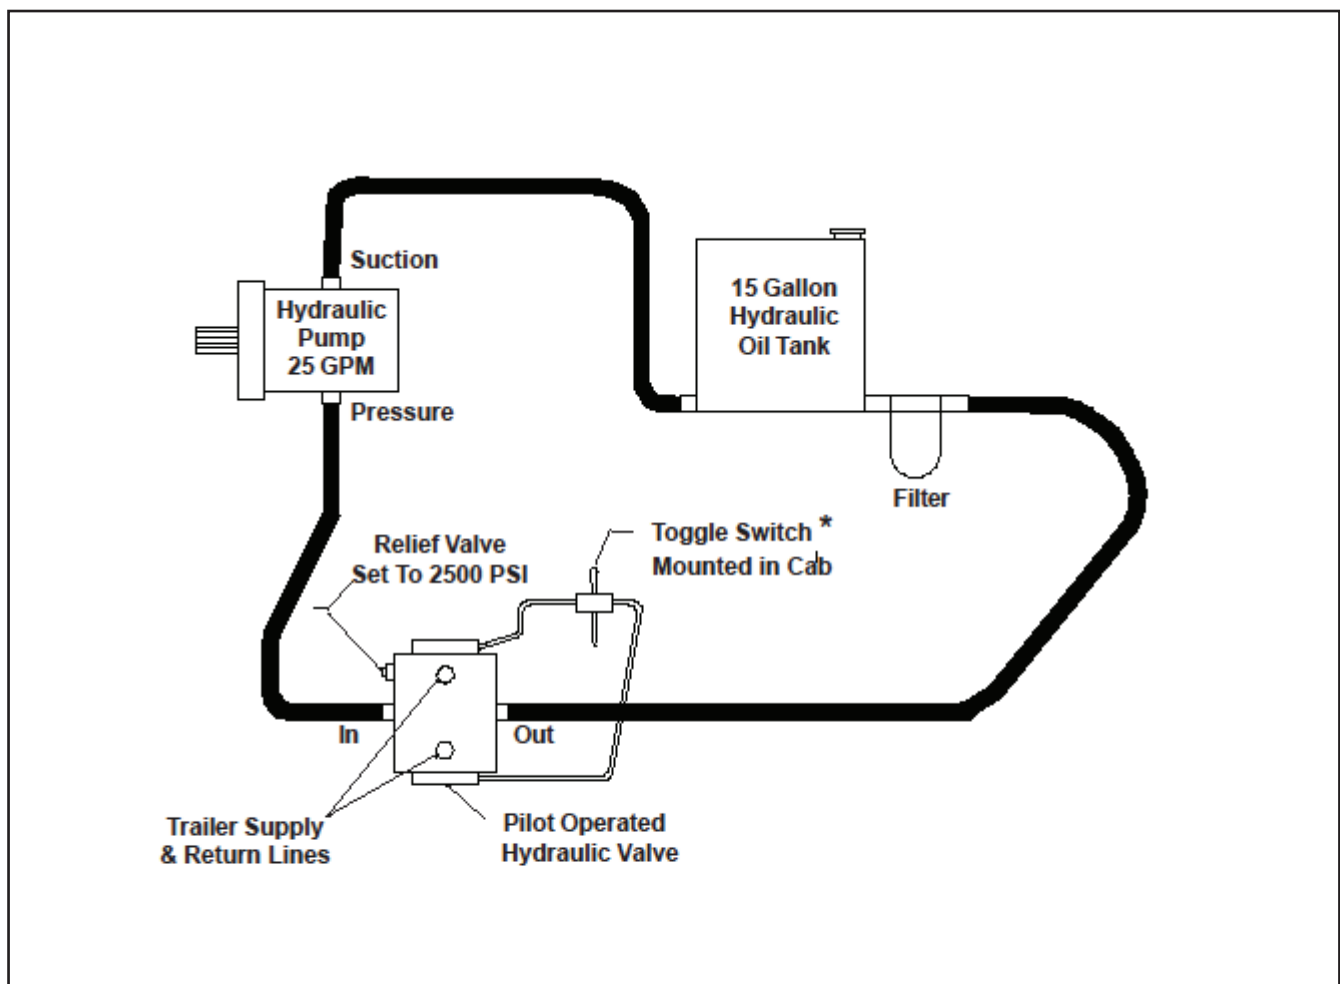 Suction
Hydraulic
Pump
25 GPM
Pressure
15 Gallon
Hydraulic
Oil Tank
Filter
Toggle Switch *
Mounted in Cab
Relief Valve
Set To 2500 PSI
In
Out
Trailer Supply
& Return Lines
Pilot Operated
Hydraulic Valve